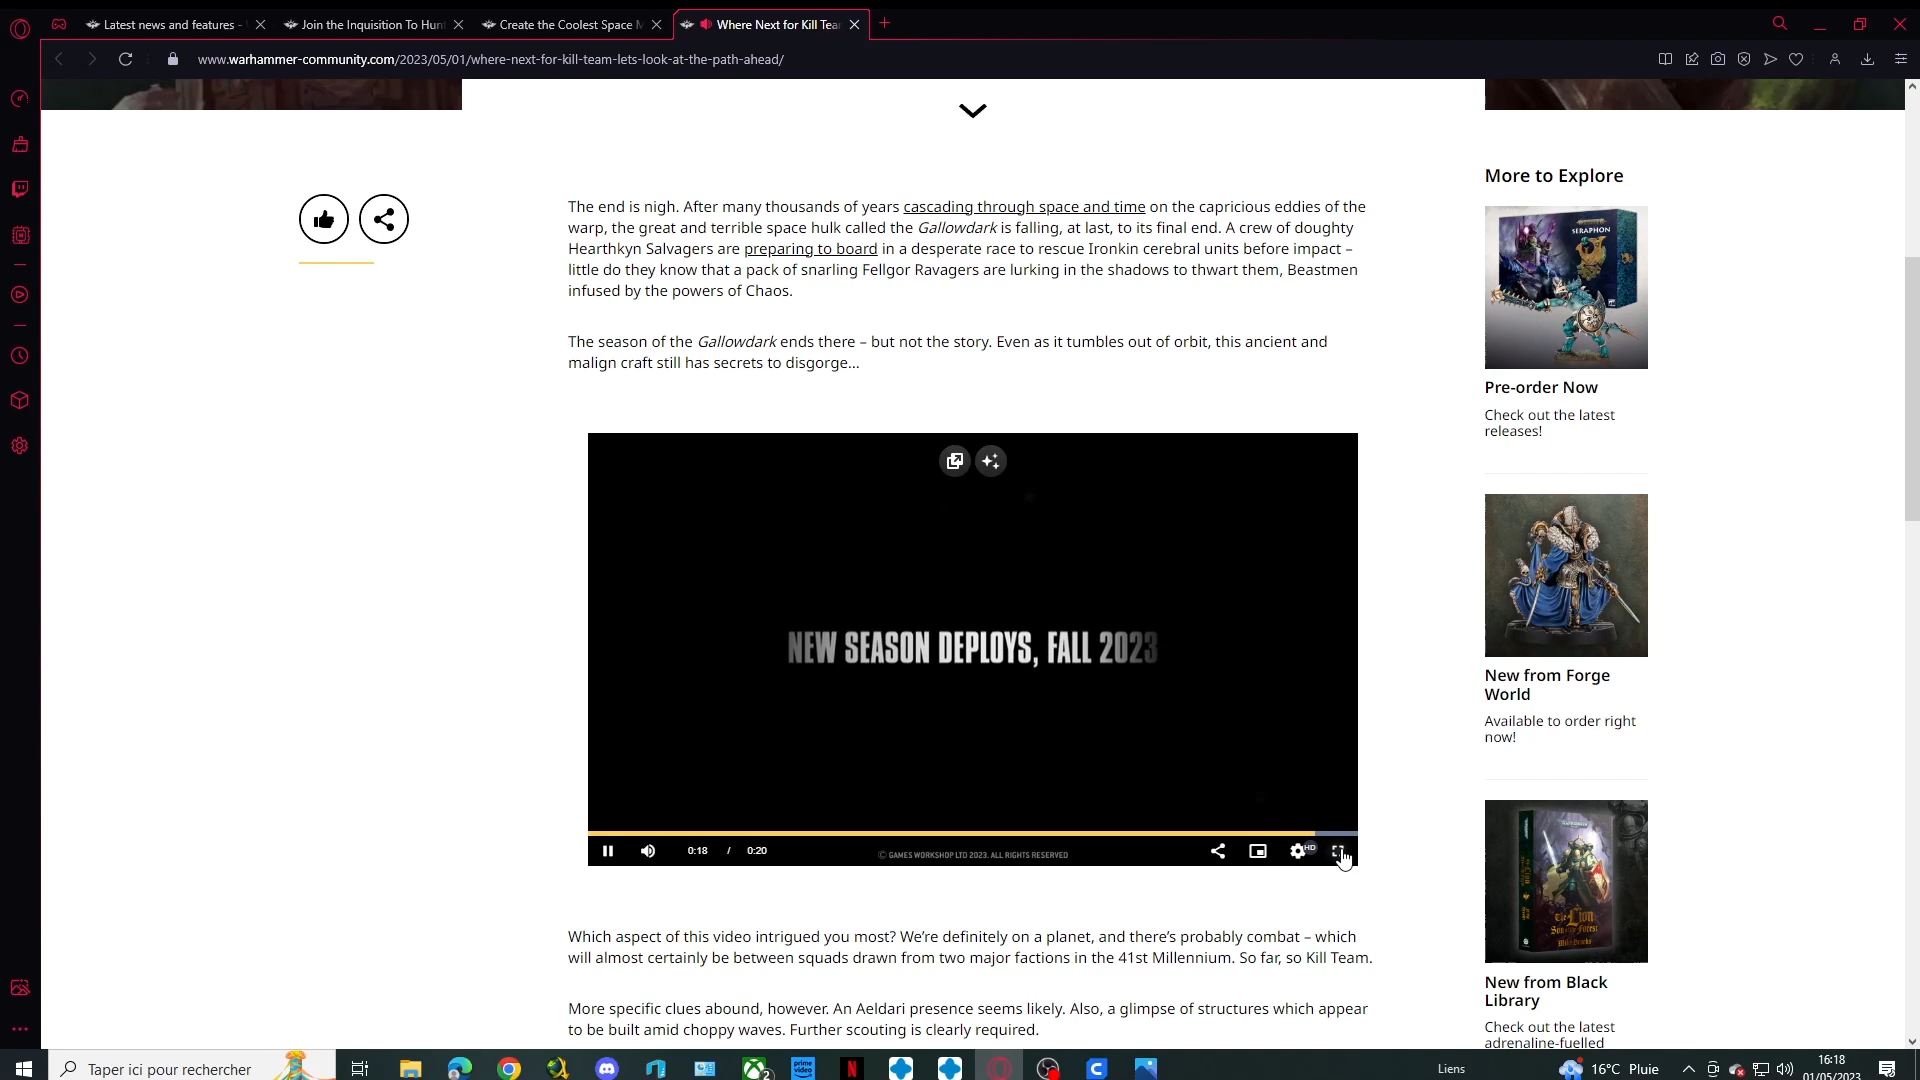 Latest news and features -
Join the Inquisition To Hun
Create the Coolest Space M
Where Next for Kill Tea
www.warhammer-community.com/2023/05/01/where-next-for-kill-team-lets-look-at-the-path-ahead/
The end is nigh. After many thousands of years cascading through space and time on the capricious eddies of the
warp, the great and terrible space hulk called the Gallowdark is falling, at last, to its final end. A crew of doughty
Hearthkyn Salvagers are preparing to board in a desperate race to rescue Ironkin cerebral units before impact –
little do they know that a pack of snarling Fellgor Ravagers are lurking in the shadows to thwart them, Beastmen
infused by the powers of Chaos.
The season of the Gallowdark ends there – but not the story. Even as it tumbles out of orbit, this ancient and
malign craft still has secrets to disgorge...
NEW SEASON DEPLOYS, FALL 2023
0:18 / 0:20
© GAMES WORKSHOP LTD 2023. ALL RIGHTS RESERVED
HD
Which aspect of this video intrigued you most? We're definitely on a planet, and there's probably combat – which
will almost certainly be between squads drawn from two major factions in the 41st Millennium. So far, so Kill Team.
More specific clues abound, however. An Aeldari presence seems likely. Also, a glimpse of structures which appear
to be built amid choppy waves. Further scouting is clearly required.
More to Explore
SERAPHON
Pre-order Now
Check out the latest
releases!
New from Forge
World
Available to order right
now!
The Lion
Son of the Forest
New from Black
Library
Check out the latest
adrenaline-fuelled
Taper ici pour rechercher
prime video
N
2
C
Liens
16°C Pluie
16:18
01/05/2023